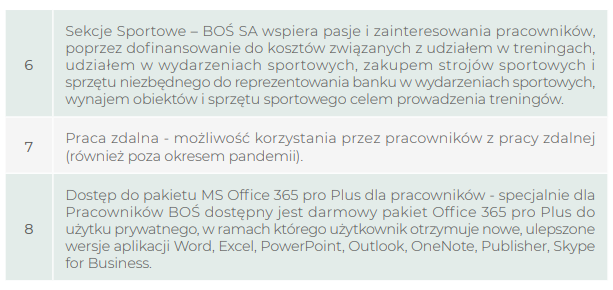 6
Sekcje Sportowe – BOŚ SA wspiera pasje i zainteresowania pracowników,
poprzez dofinansowanie do kosztów związanych z udziałem w treningach,
udziałem w wydarzeniach sportowych, zakupem strojów sportowych i
sprzętu niezbędnego do reprezentowania banku w wydarzeniach sportowych,
wynajem obiektów i sprzętu sportowego celem prowadzenia treningów.
7
Praca zdalna - możliwość korzystania przez pracowników z pracy zdalnej
(również poza okresem pandemii).
8
Dostęp do pakietu MS Office 365 pro Plus dla pracowników - specjalnie dla
Pracowników BOŚ dostępny jest darmowy pakiet Office 365 pro Plus do
użytku prywatnego, w ramach którego użytkownik otrzymuje nowe, ulepszone
wersje aplikacji Word, Excel, PowerPoint, Outlook, OneNote, Publisher, Skype
for Business.